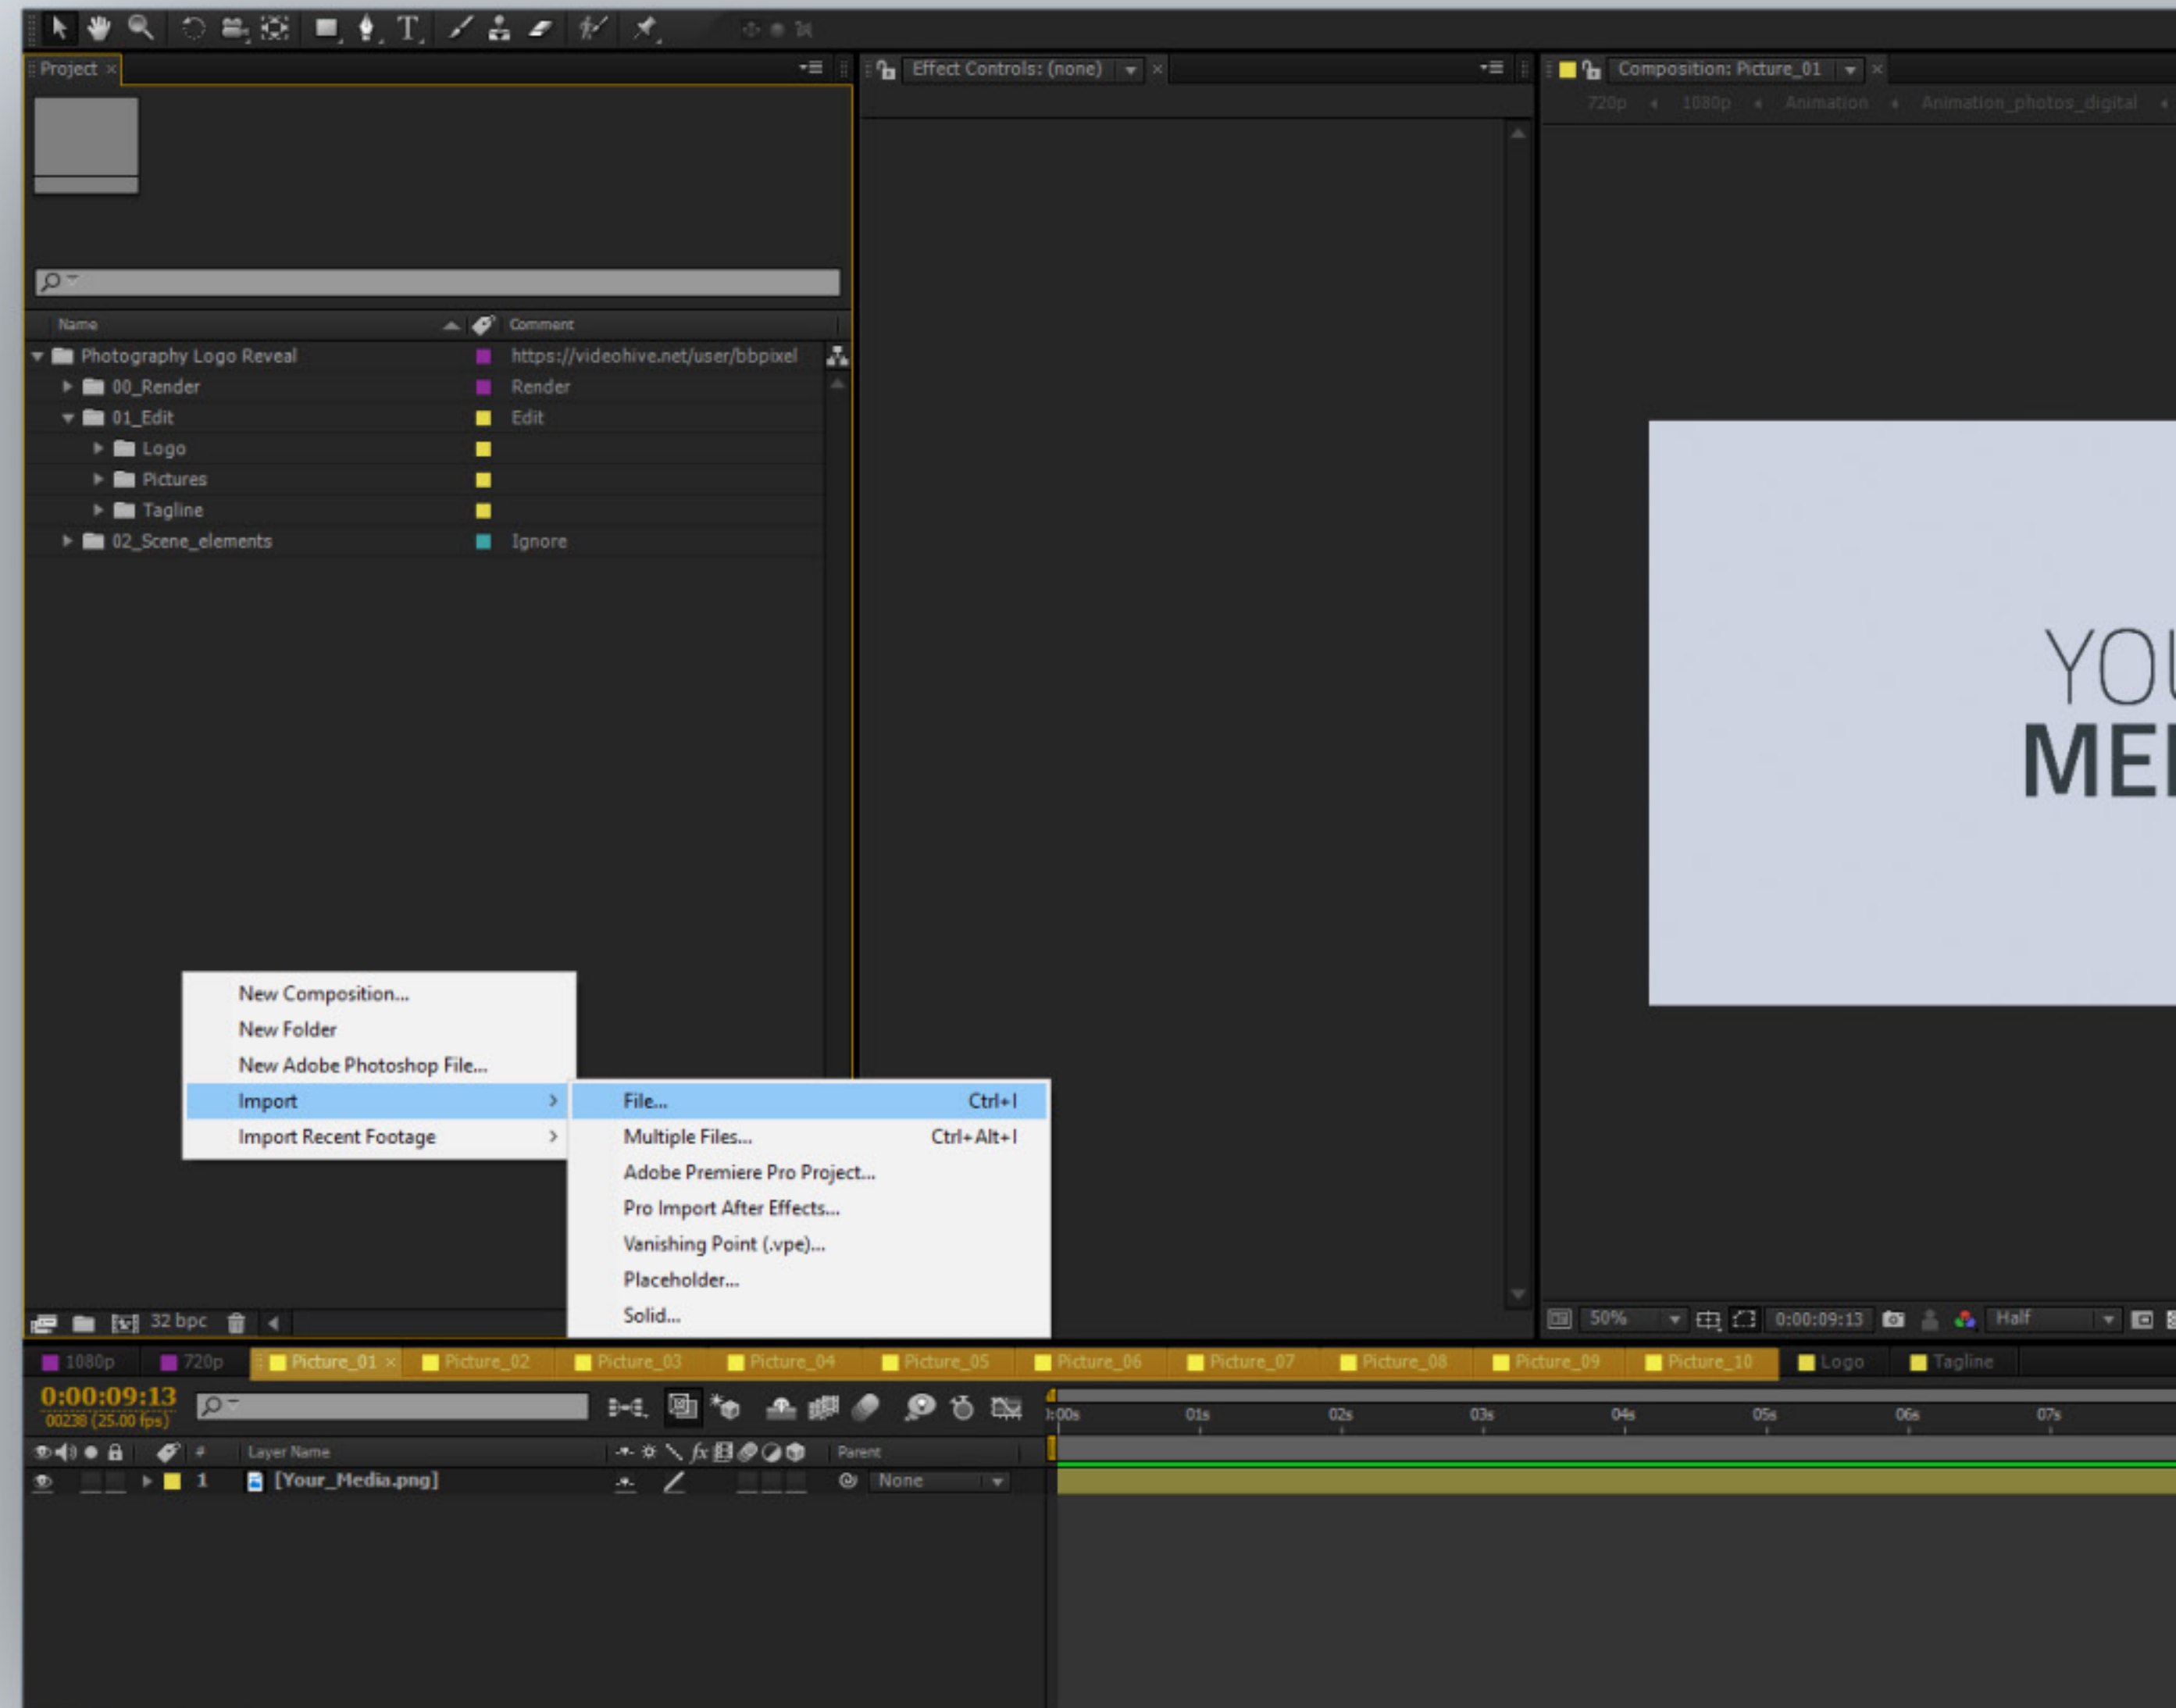 Project ×
Effect Controls: (none) ×
Composition: Picture_01 ×
720p 1080p Animation Animation_photos_digital
Name Comment
Photography Logo Reveal https://videohive.net/user/bbpixel
00_Render Render
01_Edit Edit
Logo
Pictures
Tagline
02_Scene_elements Ignore
YOU
MED
New Composition...
New Folder
New Adobe Photoshop File...
Import >
Import Recent Footage >
File... Ctrl+I
Multiple Files... Ctrl+Alt+I
Adobe Premiere Pro Project...
Pro Import After Effects...
Vanishing Point (.vpe)...
Placeholder...
Solid...
32 bpc
50% 0:00:09:13 Half
1080p 720p Picture_01 × Picture_02 Picture_03 Picture_04 Picture_05 Picture_06 Picture_07 Picture_08 Picture_09 Picture_10 Logo Tagline
0:00:09:13
00238 (25.00 fps)
):00s 01s 02s 03s 04s 05s 06s 07s
# Layer Name fx Parent
1 [Your_Media.png] None